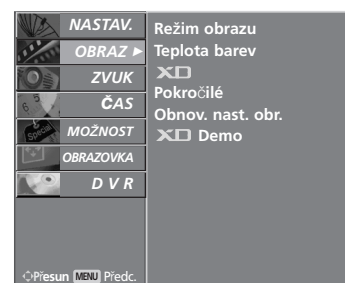 NASTAV.
OBRAZ ►
ZVUK
ČAS
MOŽNOST
OBRAZOVKA
D V R
Režim obrazu
Teplota barev
XD
Pokročilé
Obnov. nast. obr.
XD Demo
Přesun MENU Předc.